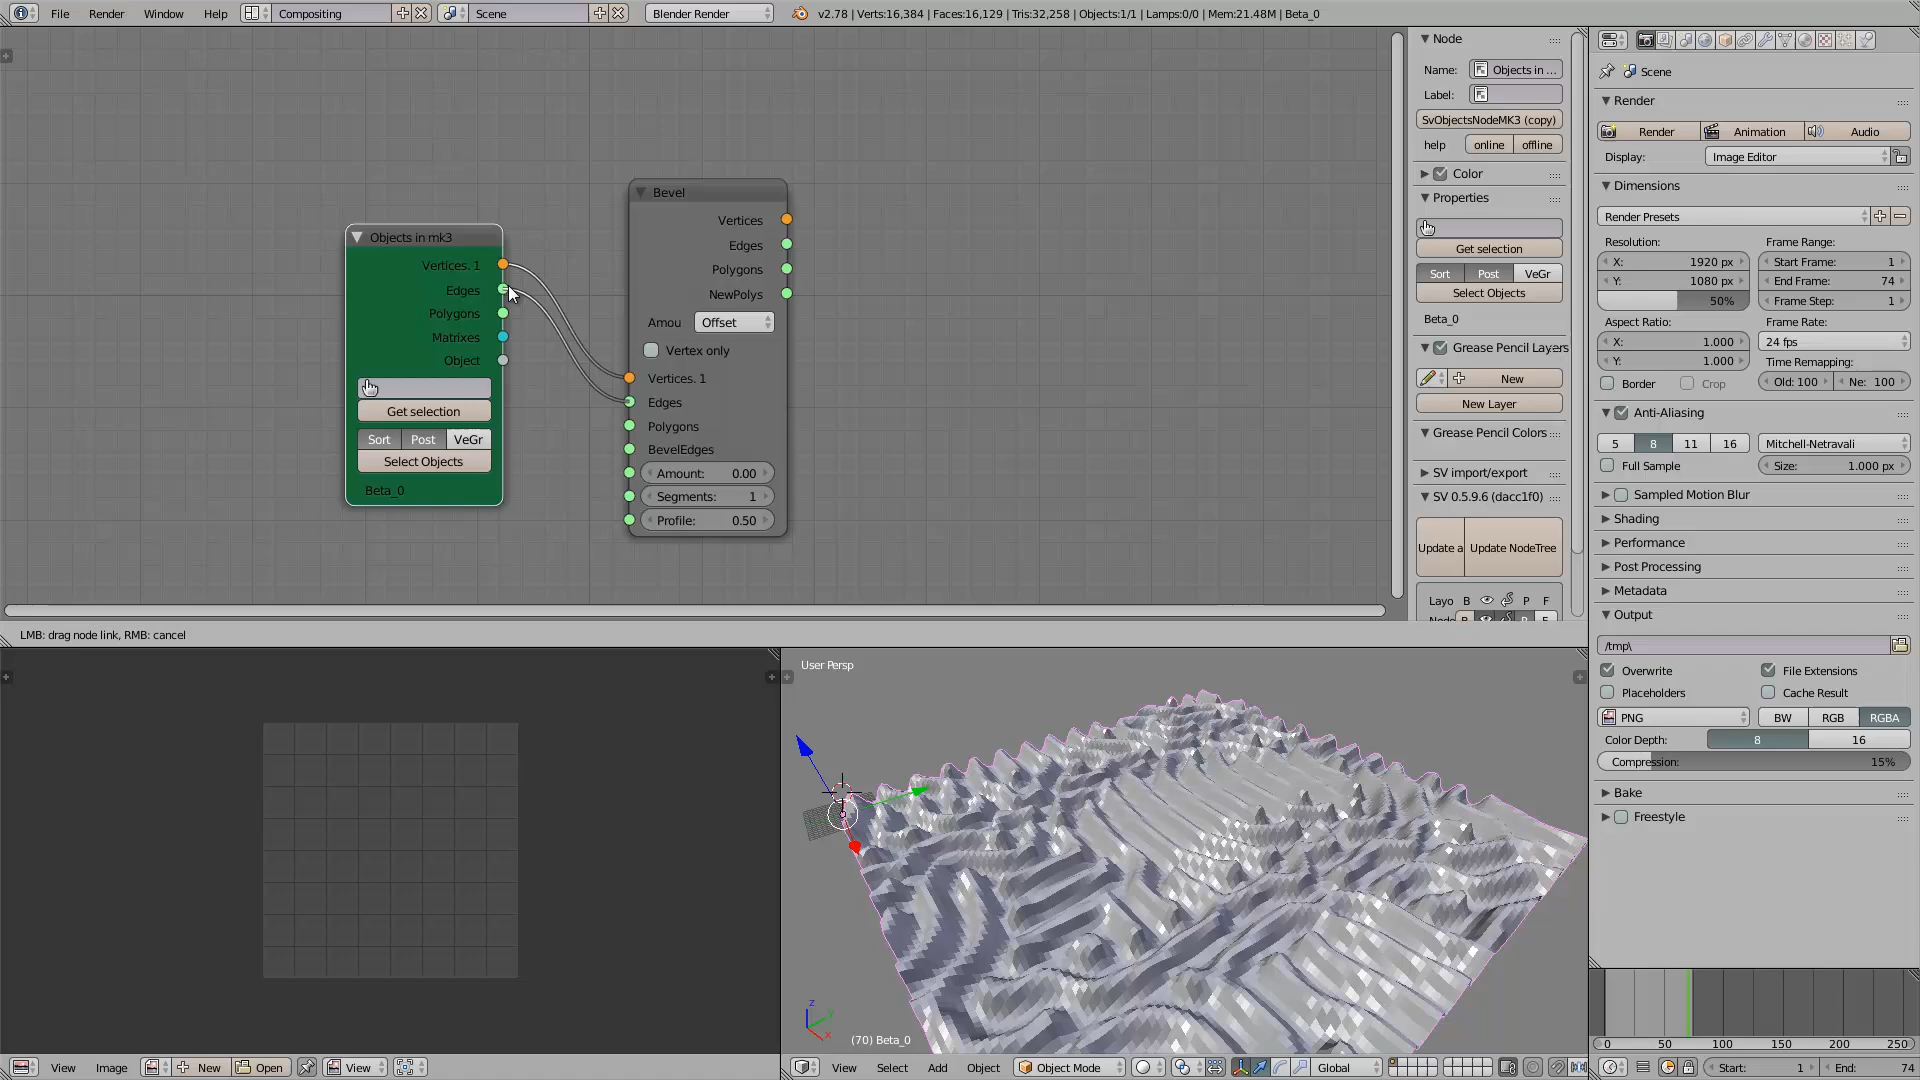 File Render Window Help Compositing Scene Blender Render v2.78 | Verts:16,384 | Faces:16,129 | Tris:32,258 | Objects:1/1 | Lamps:0/0 | Mem:21.48M | Beta_0
Objects in mk3
Vertices. 1
Edges
Polygons
Matrixes
Object
Get selection
Sort Post VeGr
Select Objects
Beta_0
Bevel
Vertices
Edges
Polygons
NewPolys
Amou Offset
Vertex only
Vertices. 1
Edges
Polygons
BevelEdges
Amount: 0.00
Segments: 1
Profile: 0.50
Node
Name: Objects in ...
Label:
SvObjectsNodeMK3 (copy)
help online offline
Color
Properties
Get selection
Sort Post VeGr
Select Objects
Beta_0
Grease Pencil Layers
New
New Layer
Grease Pencil Colors
SV import/export
SV 0.5.9.6 (dacc1f0)
Update a Update NodeTree
Layo B P F
Scene
Render
Render Animation Audio
Display: Image Editor
Dimensions
Render Presets
Resolution: Frame Range:
X: 1920 px Start Frame: 1
Y: 1080 px End Frame: 74
50% Frame Step: 1
Aspect Ratio: Frame Rate:
X: 1.000 24 fps
Y: 1.000 Time Remapping:
Border Crop Old: 100 Ne: 100
Anti-Aliasing
5 8 11 16 Mitchell-Netravali
Full Sample Size: 1.000 px
Sampled Motion Blur
Shading
Performance
Post Processing
Metadata
Output
/tmp\
Overwrite File Extensions
Placeholders Cache Result
PNG BW RGB RGBA
Color Depth: 8 16
Compression: 15%
Bake
Freestyle
LMB: drag node link, RMB: cancel
User Persp
z
y
x
(70) Beta_0
0 50 100 150 200 250
View Image New Open View
View Select Add Object Object Mode Global
Start: 1 End: 74